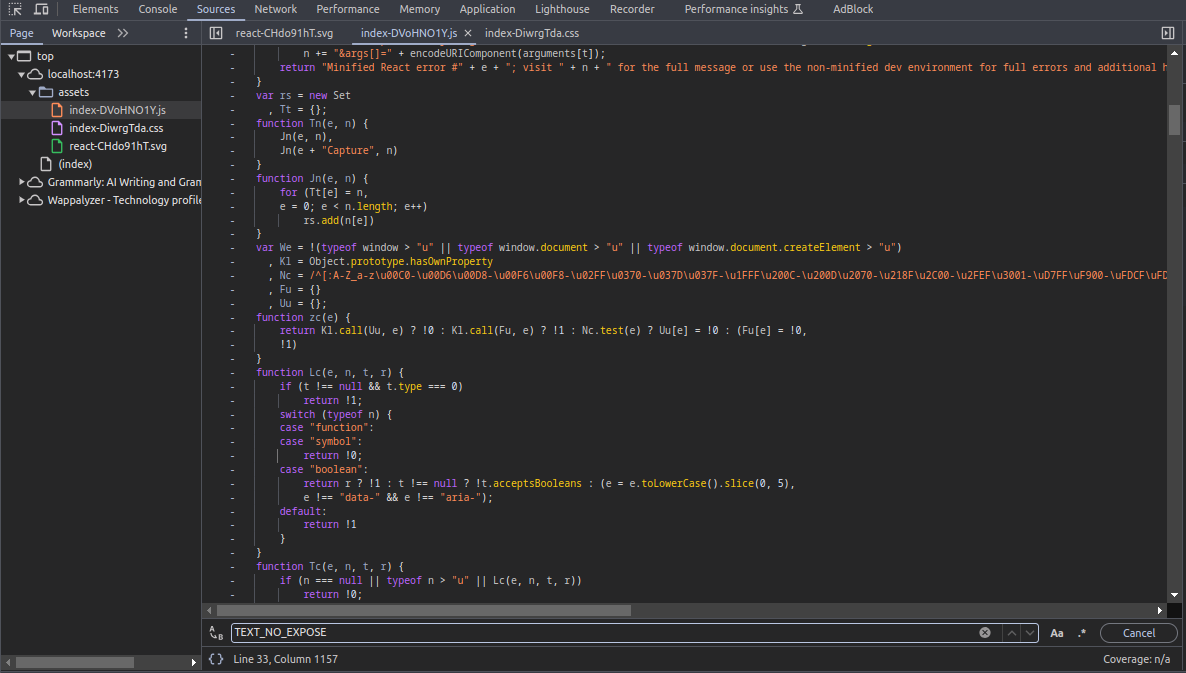 Elements Console Sources Network Performance Memory Application Lighthouse Recorder Performance insights AdBlock
Page Workspace
react-CHdo91hT.svg index-DVoHNO1Y.js index-DiwrgTda.css
top
localhost:4173
assets
index-DVoHNO1Y.js
index-DiwrgTda.css
react-CHdo91hT.svg
(index)
Grammarly: AI Writing and Gran
Wappalyzer - Technology profile
- n += "&args[]=" + encodeURIComponent(arguments[t]);
- return "Minified React error #" + e + "; visit " + n + " for the full message or use the non-minified dev environment for full errors and additional h
- }
- var rs = new Set
- , Tt = {};
- function Tn(e, n) {
- Jn(e, n),
- Jn(e + "Capture", n)
- }
- function Jn(e, n) {
- for (Tt[e] = n,
- e = 0; e < n.length; e++)
- rs.add(n[e])
- }
- var We = !(typeof window > "u" || typeof window.document > "u" || typeof window.document.createElement > "u")
- , Kl = Object.prototype.hasOwnProperty
- , Nc = /^[:A-Z_a-z\u00C0-\u00D6\u00D8-\u00F6\u00F8-\u02FF\u0370-\u037D\u037F-\u1FFF\u200C-\u200D\u2070-\u218F\u2C00-\u2FEF\u3001-\uD7FF\uF900-\uFDCF\uFD
- , Fu = {}
- , Uu = {};
- function zc(e) {
- return Kl.call(Uu, e) ? !0 : Kl.call(Fu, e) ? !1 : Nc.test(e) ? Uu[e] = !0 : (Fu[e] = !0,
- !1)
- }
- function Lc(e, n, t, r) {
- if (t !== null && t.type === 0)
- return !1;
- switch (typeof n) {
- case "function":
- case "symbol":
- return !0;
- case "boolean":
- return r ? !1 : t !== null ? !t.acceptsBooleans : (e = e.toLowerCase().slice(0, 5),
- e !== "data-" && e !== "aria-");
- default:
- return !1
- }
- }
- function Tc(e, n, t, r) {
- if (n === null || typeof n > "u" || Lc(e, n, t, r))
- return !0;
TEXT_NO_EXPOSE Aa .* Cancel
{} Line 33, Column 1157 Coverage: n/a